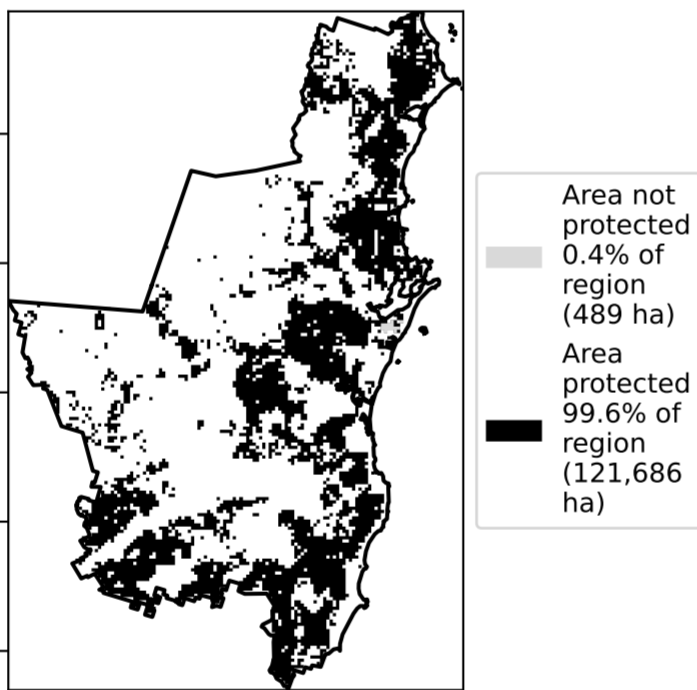 Area not
protected
0.4% of
region
(489 ha)
Area
protected
99.6% of
region
(121,686
ha)